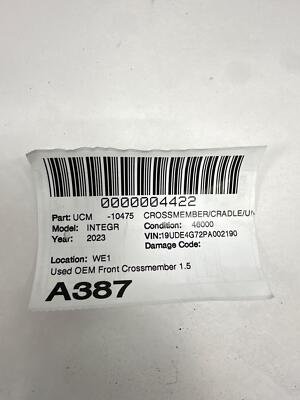 0000004422
Part: UCM -10475 CROSSMEMBER/CRADLE/UN
Model: INTEGR Condition: 46000
Year: 2023 VIN:19UDE4G72PA002190
Damage Code:
Location: WE1
Used OEM Front Crossmember 1.5
A387